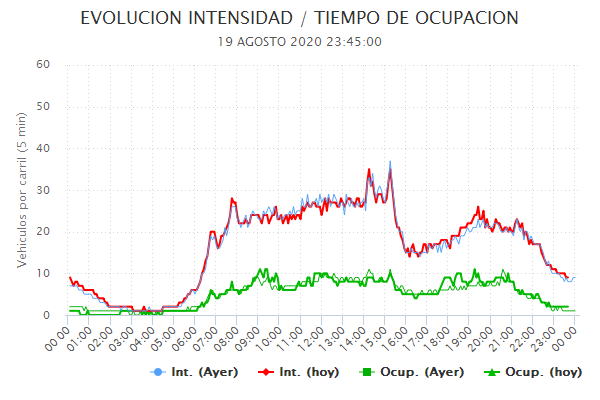 EVOLUCION INTENSIDAD / TIEMPO DE OCUPACION
19 AGOSTO 2020 23:45:00
Vehiculos por carril (5 min)
60
50
40
30
20
10
0
00:00 01:00 02:00 03:00 04:00 05:00 06:00 07:00 08:00 09:00 10:00 11:00 12:00 13:00 14:00 15:00 16:00 17:00 18:00 19:00 20:00 21:00 22:00 23:00 00:00
Int. (Ayer) Int. (hoy) Ocup. (Ayer) Ocup. (hoy)